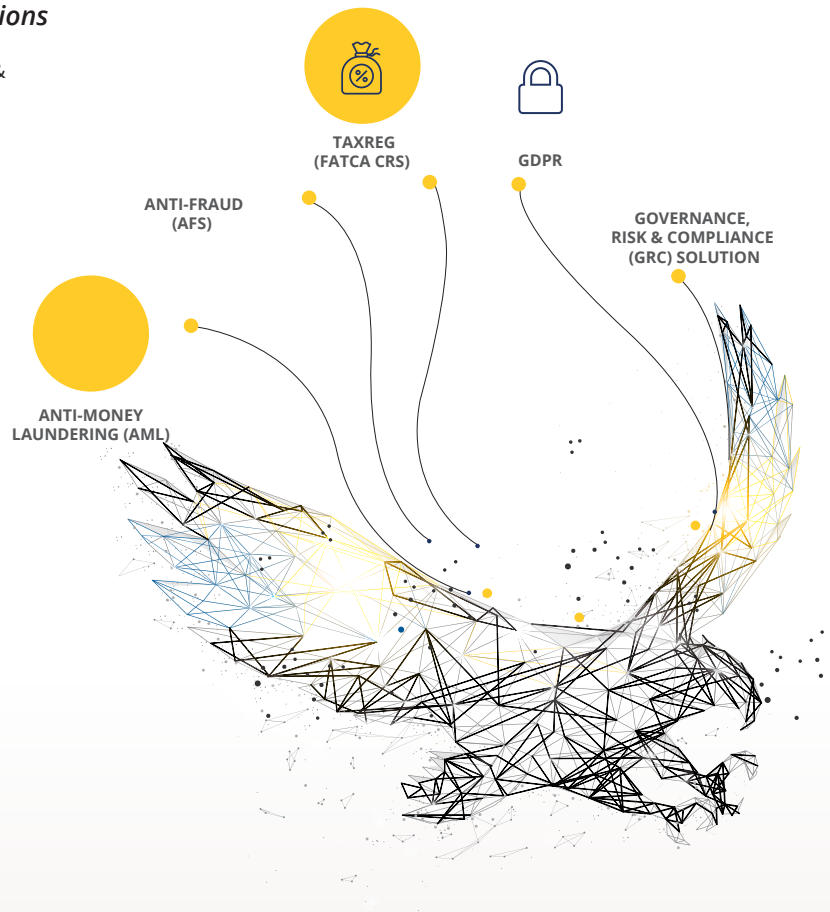 ions
&
TAXREG
(FATCA CRS)
GDPR
ANTI-FRAUD
(AFS)
GOVERNANCE,
RISK & COMPLIANCE
(GRC) SOLUTION
ANTI-MONEY
LAUNDERING (AML)
%